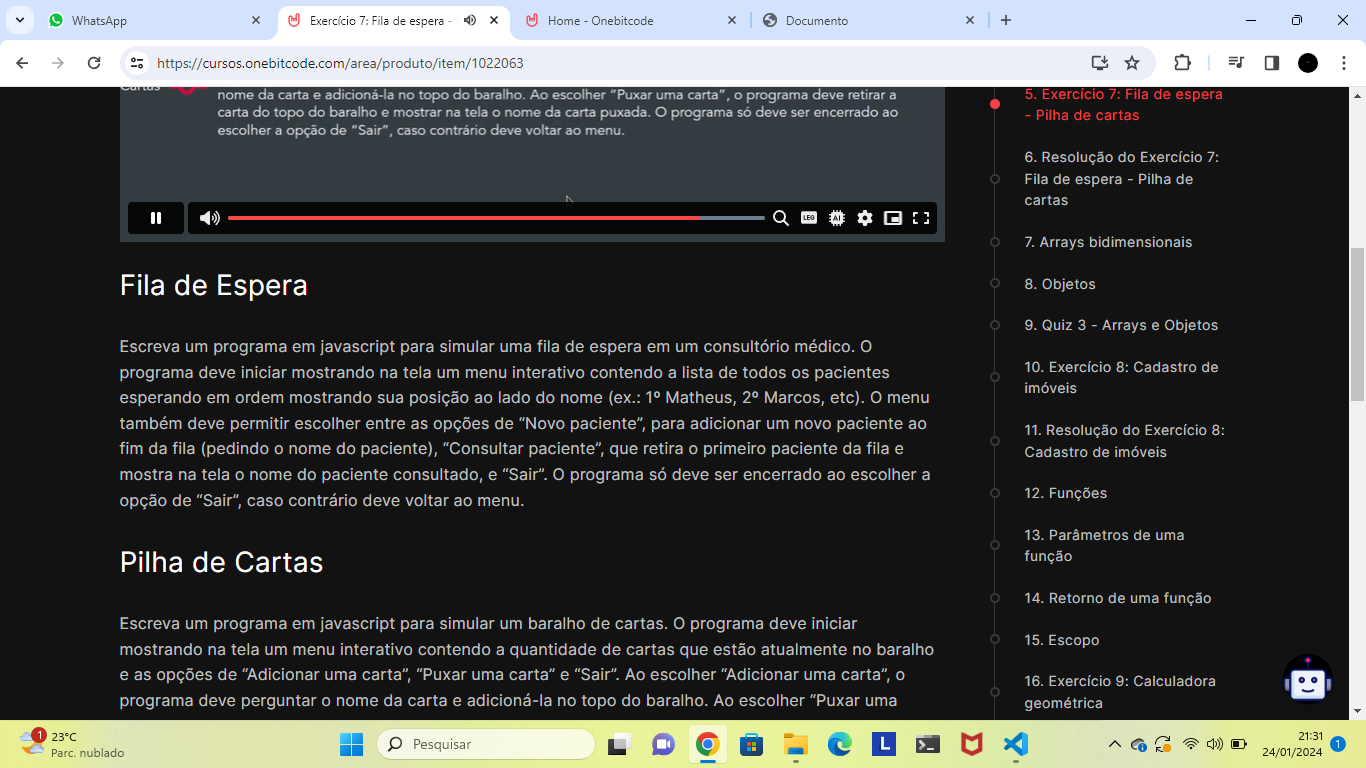 WhatsApp
Exercício 7: Fila de espera -
Home - Onebitcode
Documento
https://cursos.onebitcode.com/area/produto/item/1022063
Cartas
nome da carta e adicioná-la no topo do baralho. Ao escolher “Puxar uma carta”, o programa deve retirar a
carta do topo do baralho e mostrar na tela o nome da carta puxada. O programa só deve ser encerrado ao
escolher a opção de “Sair”, caso contrário deve voltar ao menu.
LEG
AI
Fila de Espera
Escreva um programa em javascript para simular uma fila de espera em um consultório médico. O
programa deve iniciar mostrando na tela um menu interativo contendo a lista de todos os pacientes
esperando em ordem mostrando sua posição ao lado do nome (ex.: 1º Matheus, 2º Marcos, etc). O menu
também deve permitir escolher entre as opções de “Novo paciente”, para adicionar um novo paciente ao
fim da fila (pedindo o nome do paciente), “Consultar paciente”, que retira o primeiro paciente da fila e
mostra na tela o nome do paciente consultado, e “Sair”. O programa só deve ser encerrado ao escolher a
opção de “Sair”, caso contrário deve voltar ao menu.
Pilha de Cartas
Escreva um programa em javascript para simular um baralho de cartas. O programa deve iniciar
mostrando na tela um menu interativo contendo a quantidade de cartas que estão atualmente no baralho
e as opções de “Adicionar uma carta”, “Puxar uma carta” e “Sair”. Ao escolher “Adicionar uma carta”, o
programa deve perguntar o nome da carta e adicioná-la no topo do baralho. Ao escolher “Puxar uma
5. Exercício 7: Fila de espera
- Pilha de cartas
6. Resolução do Exercício 7:
Fila de espera - Pilha de
cartas
7. Arrays bidimensionais
8. Objetos
9. Quiz 3 - Arrays e Objetos
10. Exercício 8: Cadastro de
imóveis
11. Resolução do Exercício 8:
Cadastro de imóveis
12. Funções
13. Parâmetros de uma
função
14. Retorno de uma função
15. Escopo
16. Exercício 9: Calculadora
geométrica
1
23°C
Parc. nublado
Pesquisar
L
21:31
24/01/2024
1